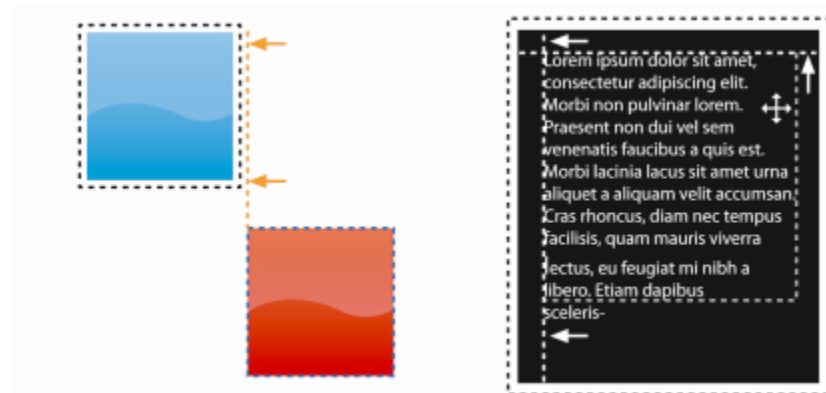 Lorem ipsum dolor sit amet,
consectetur adipiscing elit.
Morbi non pulvinar lorem.
Praesent non dui vel sem
venenatis faucibus a quis est.
Morbi lacinia lacus sit amet urna
aliquet a aliquam velit accumsan.
Cras rhoncus, diam nec tempus
facilisis, quam mauris viverra
lectus, eu feugiat mi nibh a
libero. Etiam dapibus
sceleris-